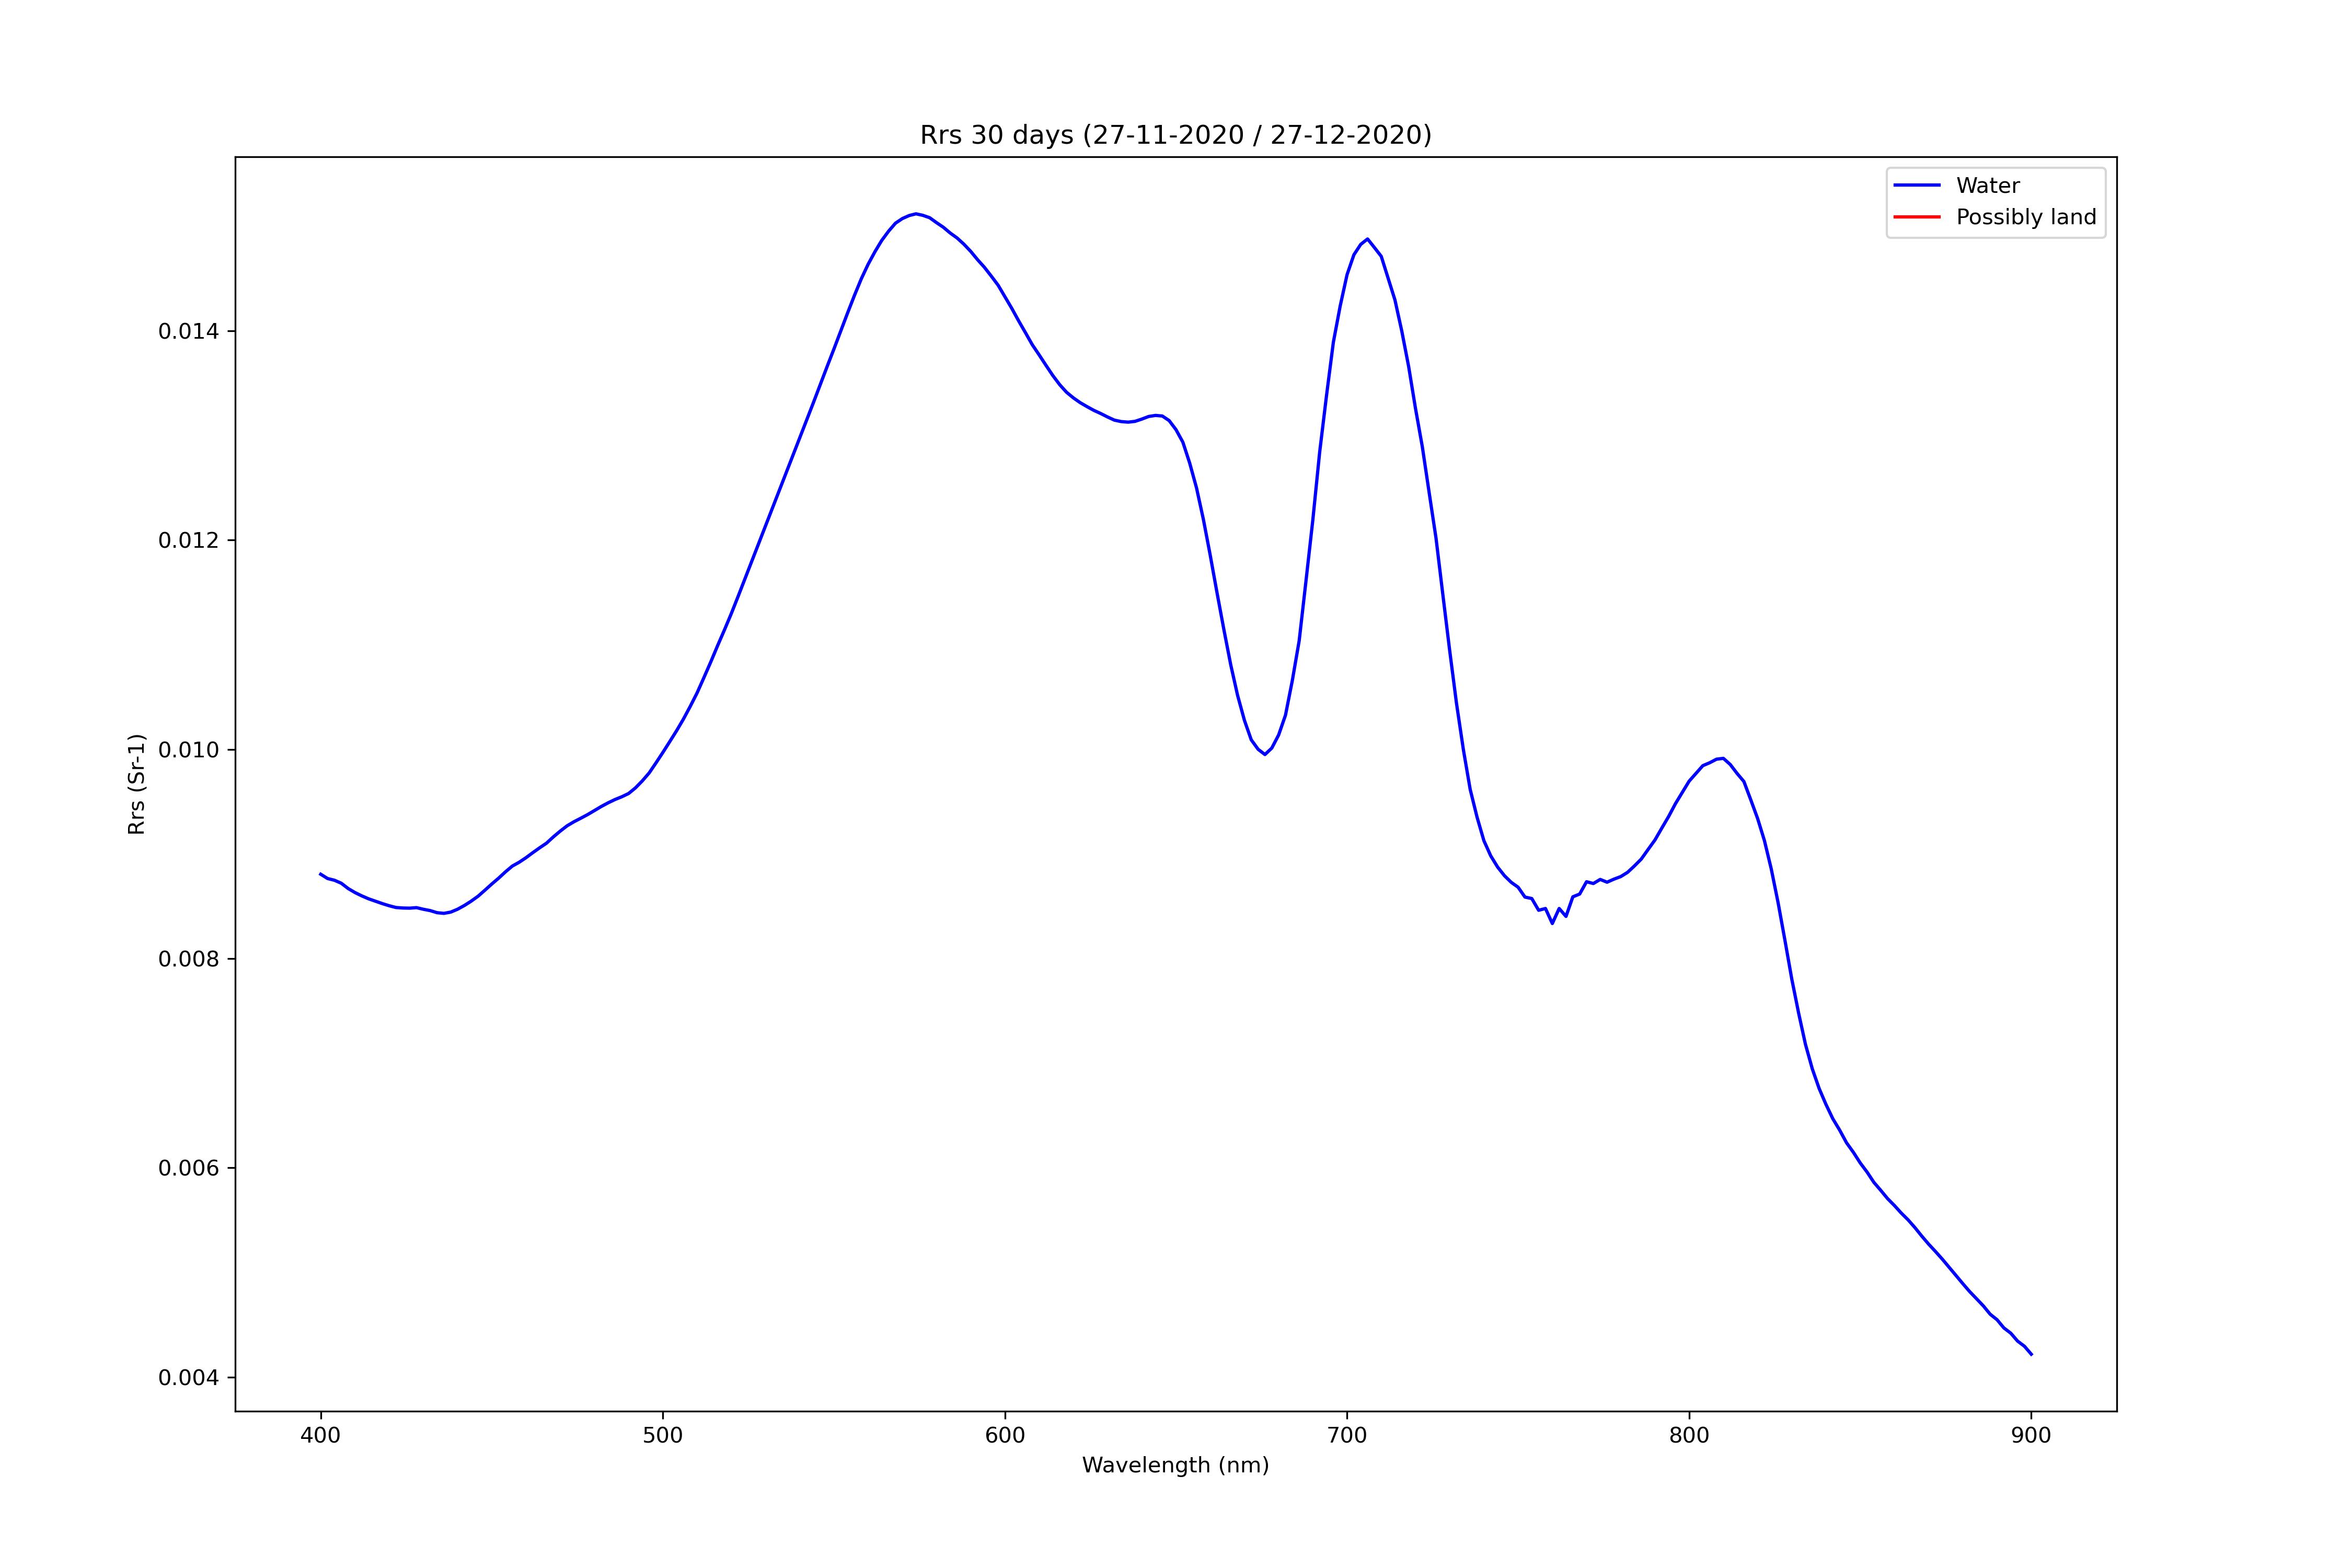 Rrs 30 days (27-11-2020 / 27-12-2020)
Water
Possibly land
0.014
0.012
0.010
0.008
0.006
0.004
Rrs (Sr-1)
400 500 600 700 800 900
Wavelength (nm)